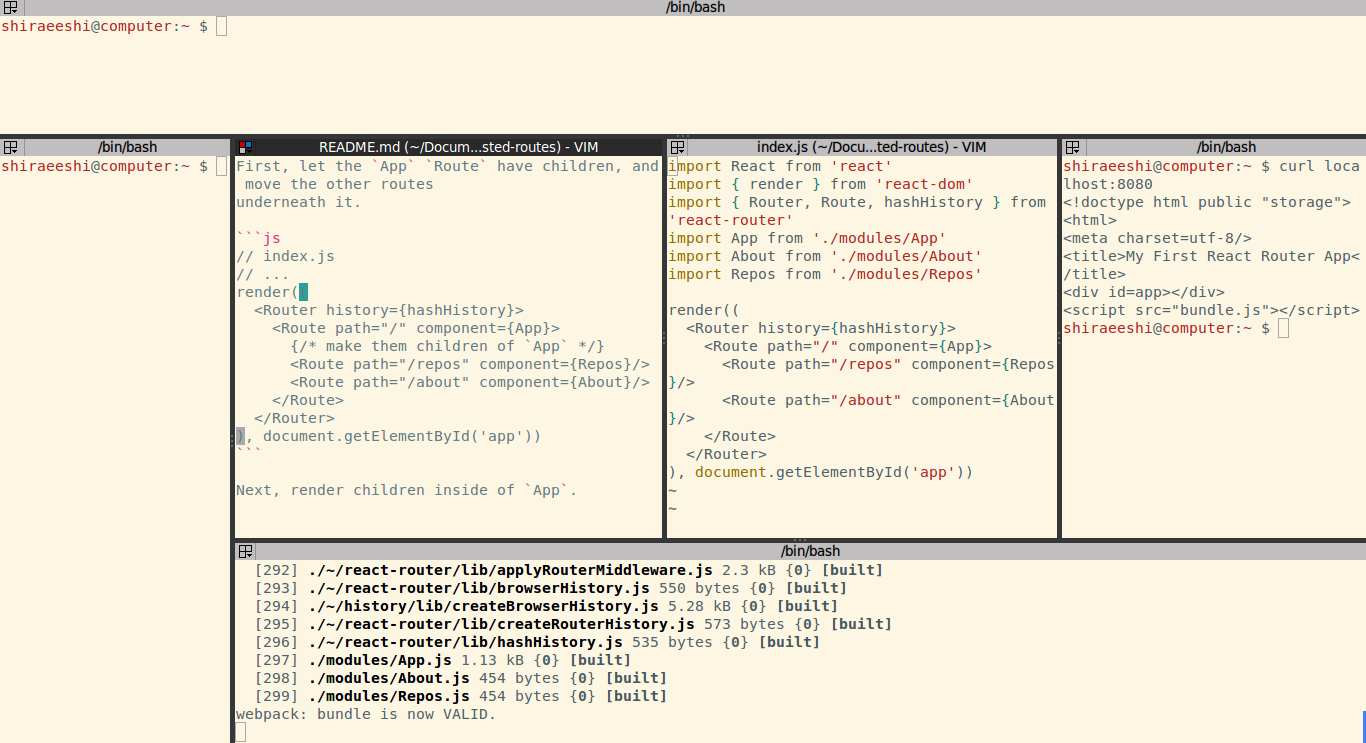 /bin/bash
shiraeeshi@computer:~ $
/bin/bash
shiraeeshi@computer:~ $
README.md (~/Docum...sted-routes) - VIM
First, let the `App` `Route` have children, and
 move the other routes
underneath it.
```js
// index.js
// ...
render((
  <Router history={hashHistory}>
    <Route path="/" component={App}>
      {/* make them children of `App` */}
      <Route path="/repos" component={Repos}/>
      <Route path="/about" component={About}/>
    </Route>
  </Router>
), document.getElementById('app'))
```
Next, render children inside of `App`.
index.js (~/Docu...ted-routes) - VIM
import React from 'react'
import { render } from 'react-dom'
import { Router, Route, hashHistory } from
'react-router'
import App from './modules/App'
import About from './modules/About'
import Repos from './modules/Repos'
render((
  <Router history={hashHistory}>
    <Route path="/" component={App}>
      <Route path="/repos" component={Repos
}/>
      <Route path="/about" component={About
}/>
    </Route>
  </Router>
), document.getElementById('app'))
~
~
/bin/bash
shiraeeshi@computer:~ $ curl loca
lhost:8080
<!doctype html public "storage">
<html>
<meta charset=utf-8/>
<title>My First React Router App<
/title>
<div id=app></div>
<script src="bundle.js"></script>
shiraeeshi@computer:~ $
/bin/bash
  [292] ./~/react-router/lib/applyRouterMiddleware.js 2.3 kB {0} [built]
  [293] ./~/react-router/lib/browserHistory.js 550 bytes {0} [built]
  [294] ./~/history/lib/createBrowserHistory.js 5.28 kB {0} [built]
  [295] ./~/react-router/lib/createRouterHistory.js 573 bytes {0} [built]
  [296] ./~/react-router/lib/hashHistory.js 535 bytes {0} [built]
  [297] ./modules/App.js 1.13 kB {0} [built]
  [298] ./modules/About.js 454 bytes {0} [built]
  [299] ./modules/Repos.js 454 bytes {0} [built]
webpack: bundle is now VALID.